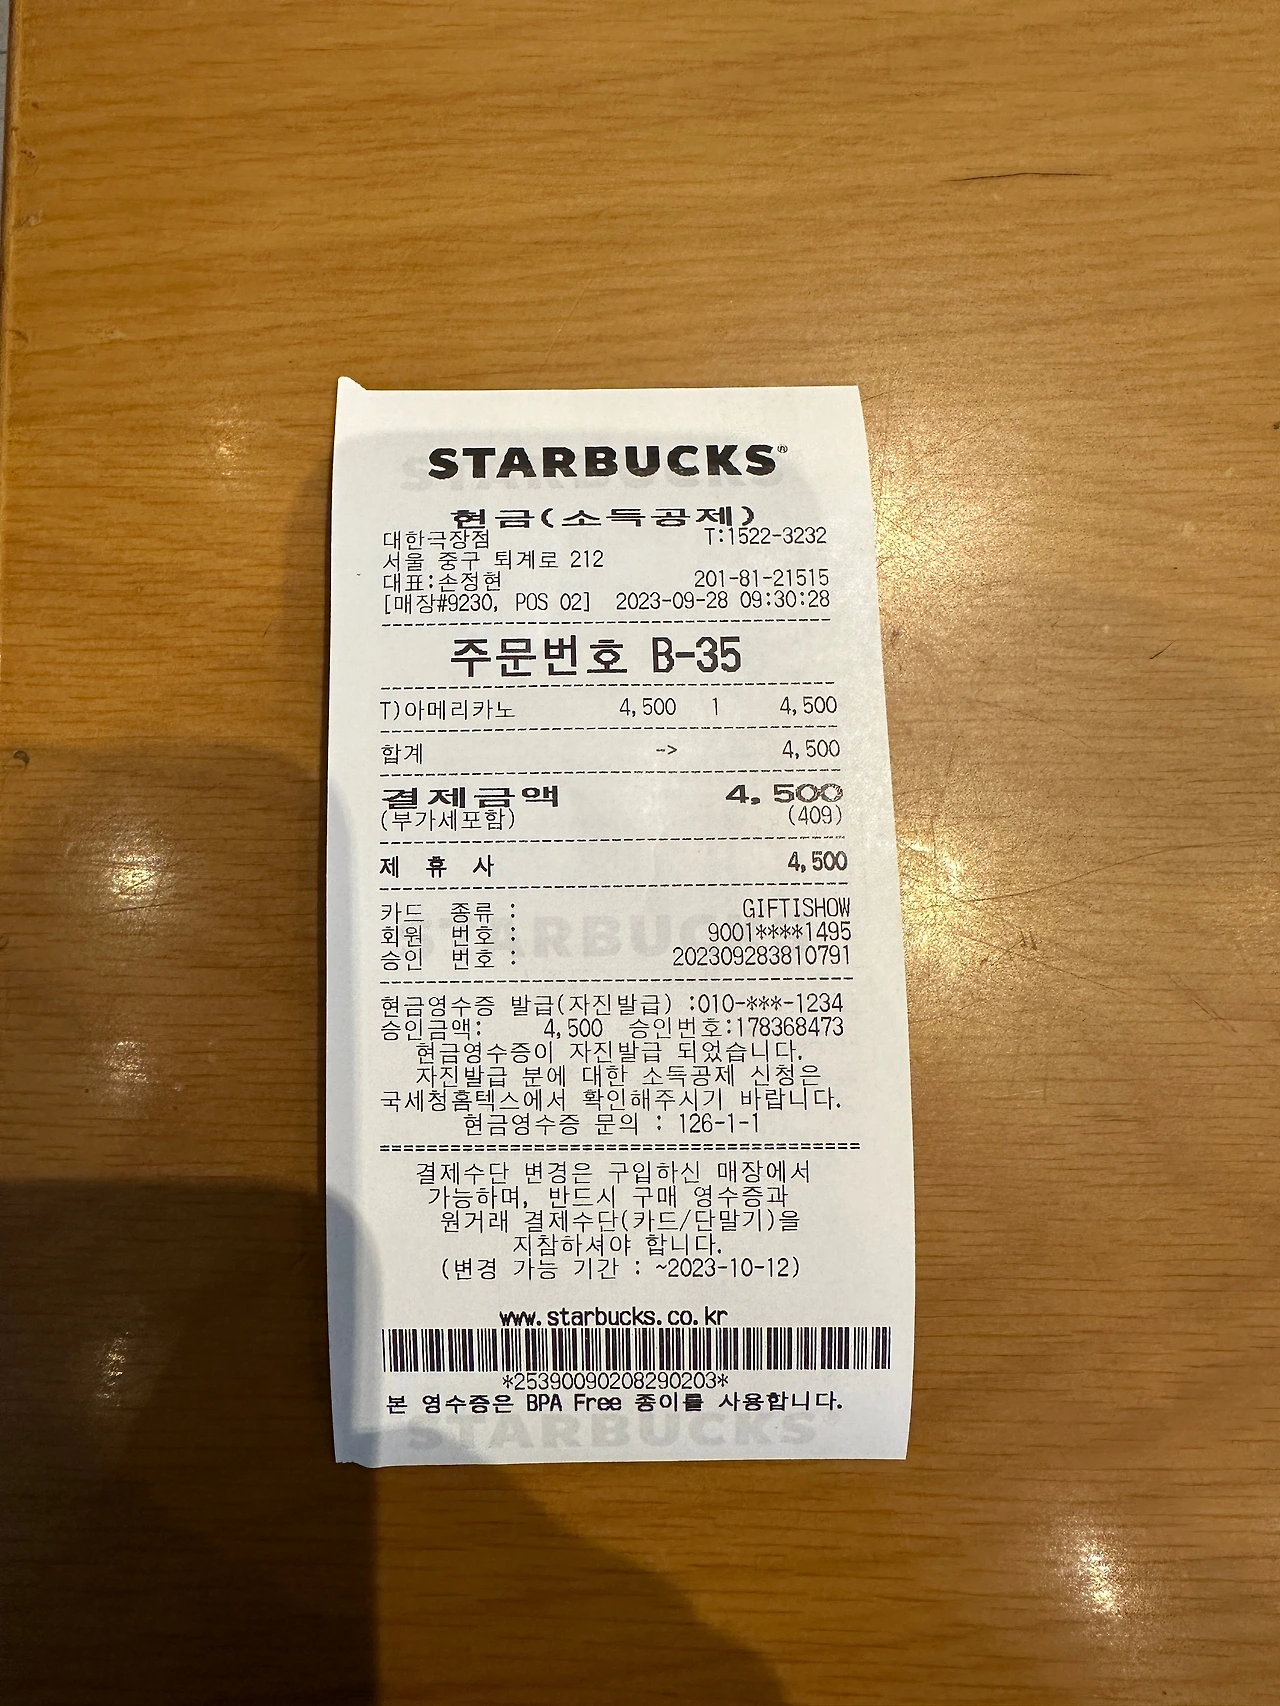 STARBUCKS®
현금(소득공제)
대한극장점 T:1522-3232
서울 중구 퇴계로 212
대표:손정현 201-81-21515
[매장#9230, POS 02] 2023-09-28 09:30:28
주문번호 B-35
T)아메리카노 4,500 1 4,500
합계 -> 4,500
결제금액 4,500
(부가세포함) (409)
제 휴 사 4,500
카드 종류 : GIFTISHOW
회원 번호 : 9001****1495
승인 번호 : 202309283810791
현금영수증 발급(자진발급) :010-***-1234
승인금액: 4,500 승인번호:178368473
현금영수증이 자진발급 되었습니다.
자진발급 분에 대한 소득공제 신청은
국세청홈텍스에서 확인해주시기 바랍니다.
현금영수증 문의 : 126-1-1
결제수단 변경은 구입하신 매장에서
가능하며, 반드시 구매 영수증과
원거래 결제수단(카드/단말기)을
지참하셔야 합니다.
(변경 가능 기간 : ~2023-10-12)
www.starbucks.co.kr
*25390090208290203*
본 영수증은 BPA Free 종이를 사용합니다.
STARBUCKS